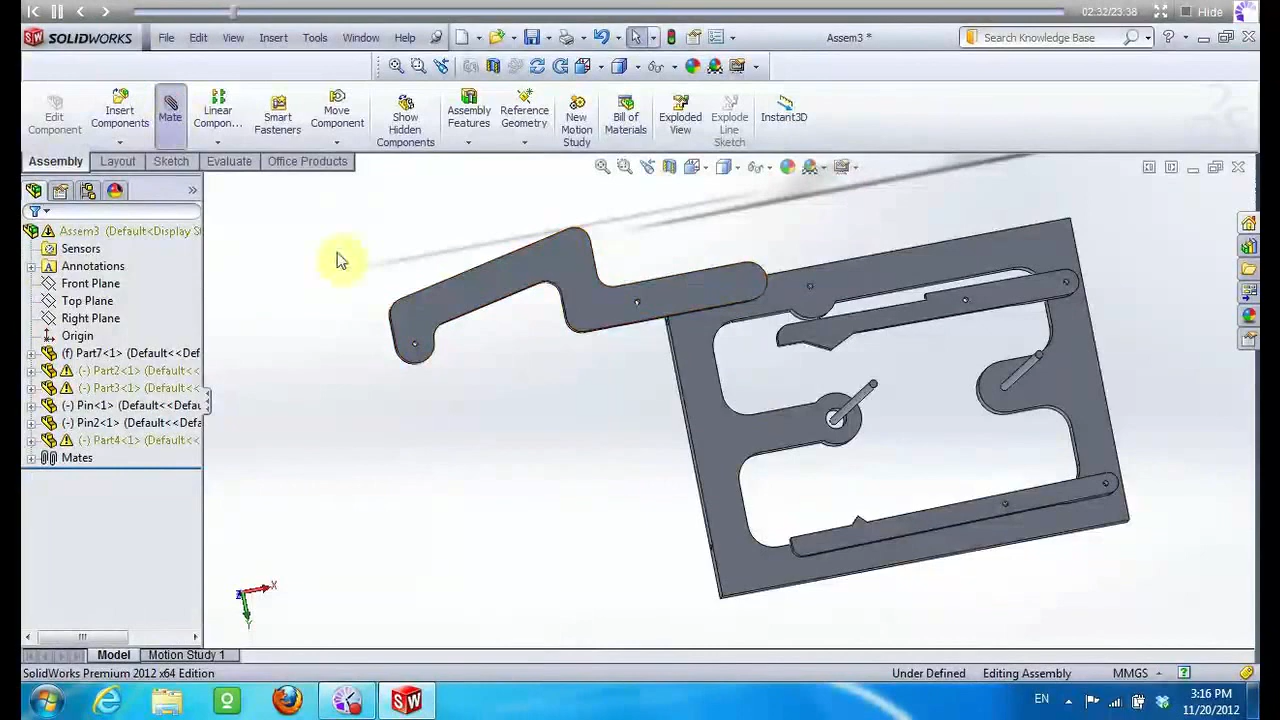 02:32/23:38
Hide
SOLIDWORKS
File Edit View Insert Tools Window Help
Assem3 *
Search Knowledge Base
Edit Component
Insert Components
Mate
Linear Compon...
Smart Fasteners
Move Component
Show Hidden Components
Assembly Features
Reference Geometry
New Motion Study
Bill of Materials
Exploded View
Explode Line Sketch
Instant3D
Assembly Layout Sketch Evaluate Office Products
Assem3 (Default<Display S
Sensors
Annotations
Front Plane
Top Plane
Right Plane
Origin
(f) Part7<1> (Default<<Def
(-) Part2<1> (Default<<
(-) Part3<1> (Default<<
(-) Pin<1> (Default<<Defau
(-) Pin2<1> (Default<<Defa
(-) Part4<1> (Default<<
Mates
X
Y
Z
Model Motion Study 1
SolidWorks Premium 2012 x64 Edition
Under Defined Editing Assembly MMGS
EN
3:16 PM
11/20/2012